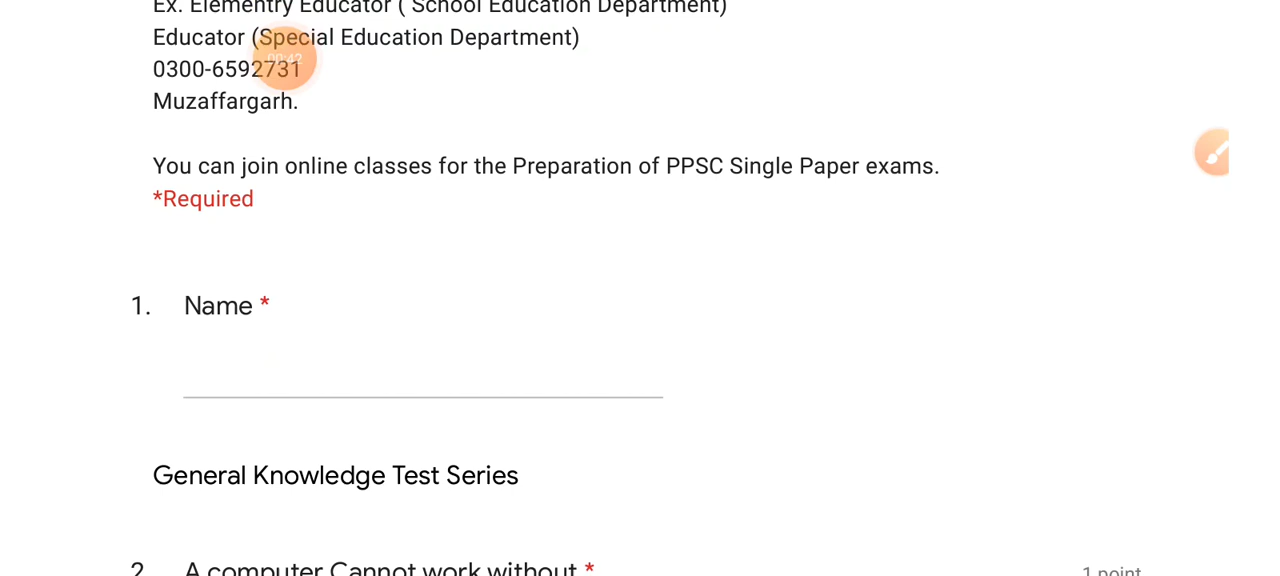 Ex. Elementry Educator ( School Education Department)
Educator (Special Education Department)
00:42
0300-6592731
Muzaffargarh.
You can join online classes for the Preparation of PPSC Single Paper exams.
*Required
1. Name *
General Knowledge Test Series
2. A computer Cannot work without * 1 point